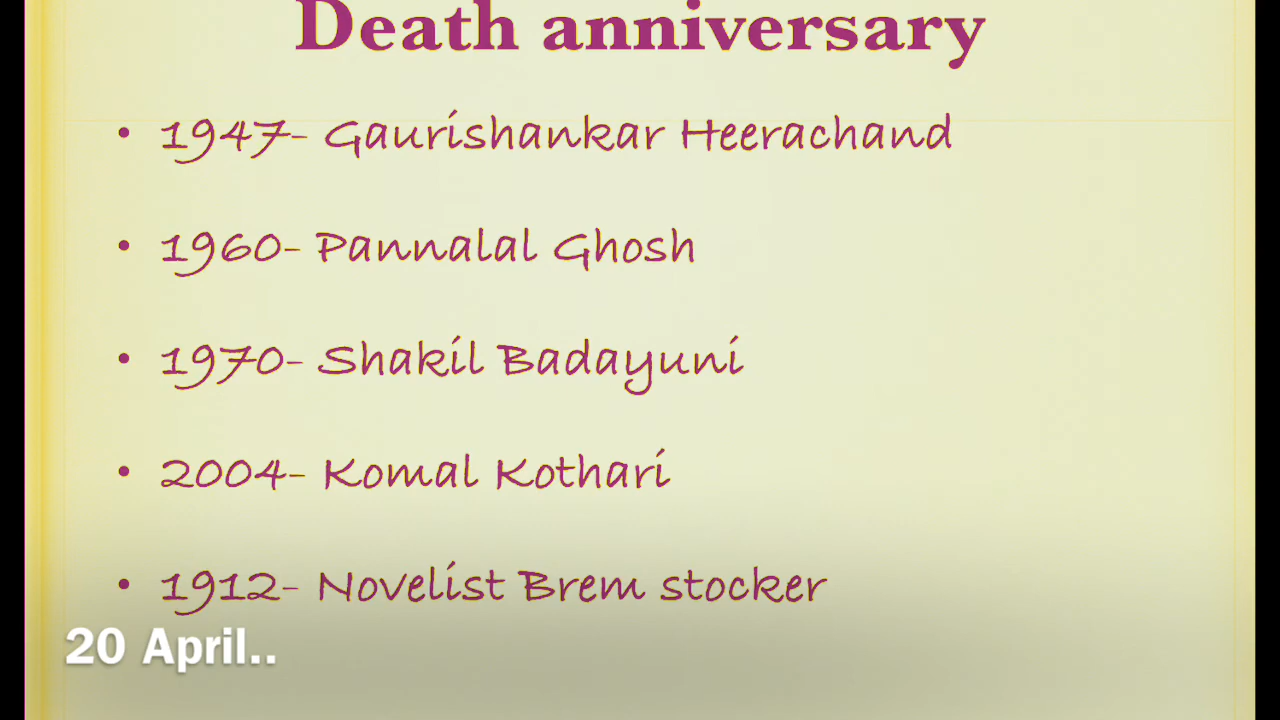 Death anniversary
• 1947- Gaurishankar Heerachand
• 1960- Pannalal Ghosh
• 1970- Shakil Badayuni
• 2004- Komal Kothari
• 1912- Novelist Brem stocker
20 April..